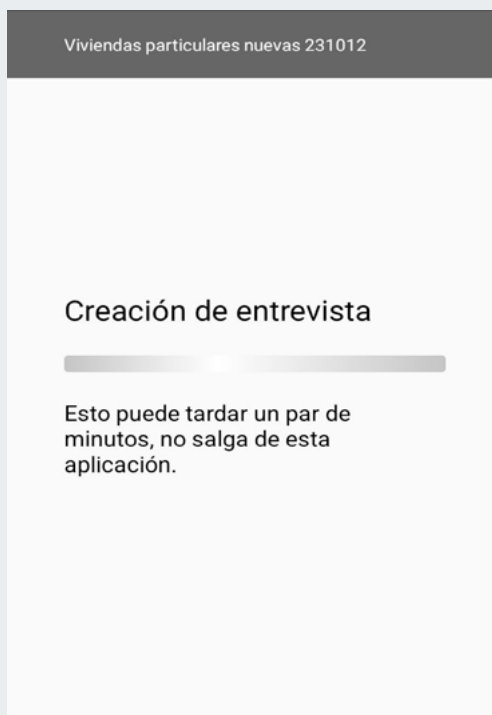 Viviendas particulares nuevas 231012
Creación de entrevista
Esto puede tardar un par de
minutos, no salga de esta
aplicación.